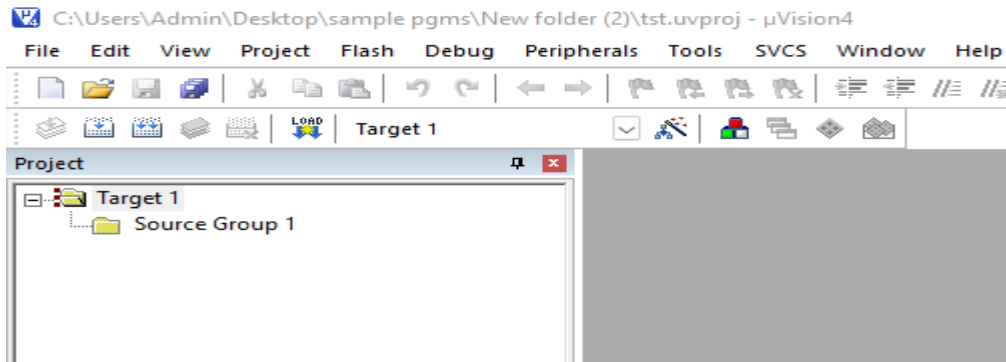 C:\Users\Admin\Desktop\sample pgms\New folder (2)\tst.uvproj - µVision4
File Edit View Project Flash Debug Peripherals Tools SVCS Window Help
LOAD Target 1
Project
Target 1
Source Group 1